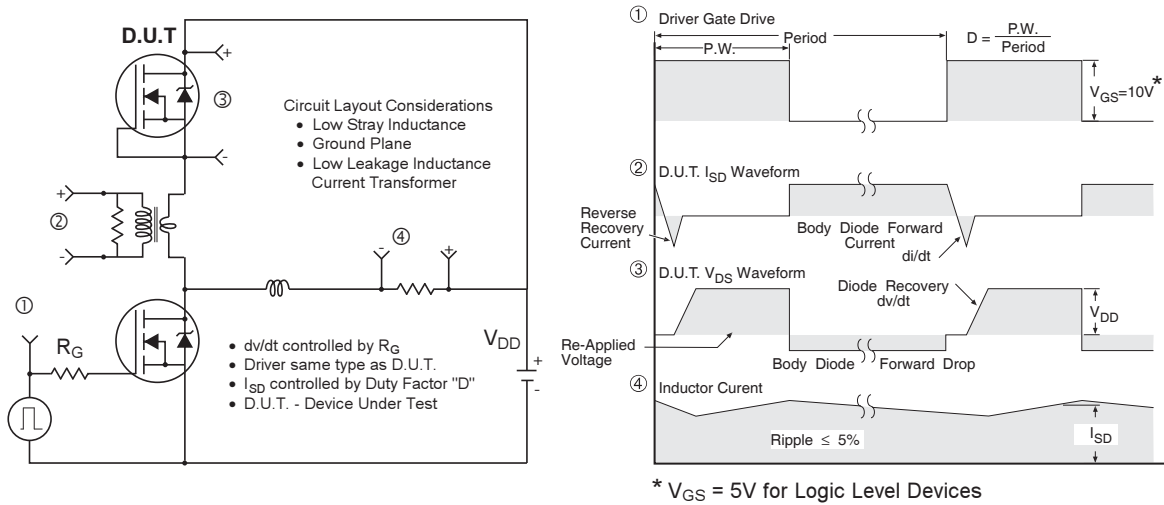 D.U.T
+
③
-
Circuit Layout Considerations
• Low Stray Inductance
• Ground Plane
• Low Leakage Inductance
Current Transformer
+
②
-
④
-
+
①
R_G
• dv/dt controlled by R_G
• Driver same type as D.U.T.
• I_SD controlled by Duty Factor "D"
• D.U.T. - Device Under Test
V_DD
+
-
① Driver Gate Drive
P.W.
Period
D = P.W. / Period
V_GS=10V*
② D.U.T. I_SD Waveform
Reverse
Recovery
Current
Body Diode Forward
Current
di/dt
③ D.U.T. V_DS Waveform
Diode Recovery
dv/dt
V_DD
Re-Applied
Voltage
Body Diode Forward Drop
④ Inductor Curent
Ripple ≤ 5%
I_SD
* V_GS = 5V for Logic Level Devices